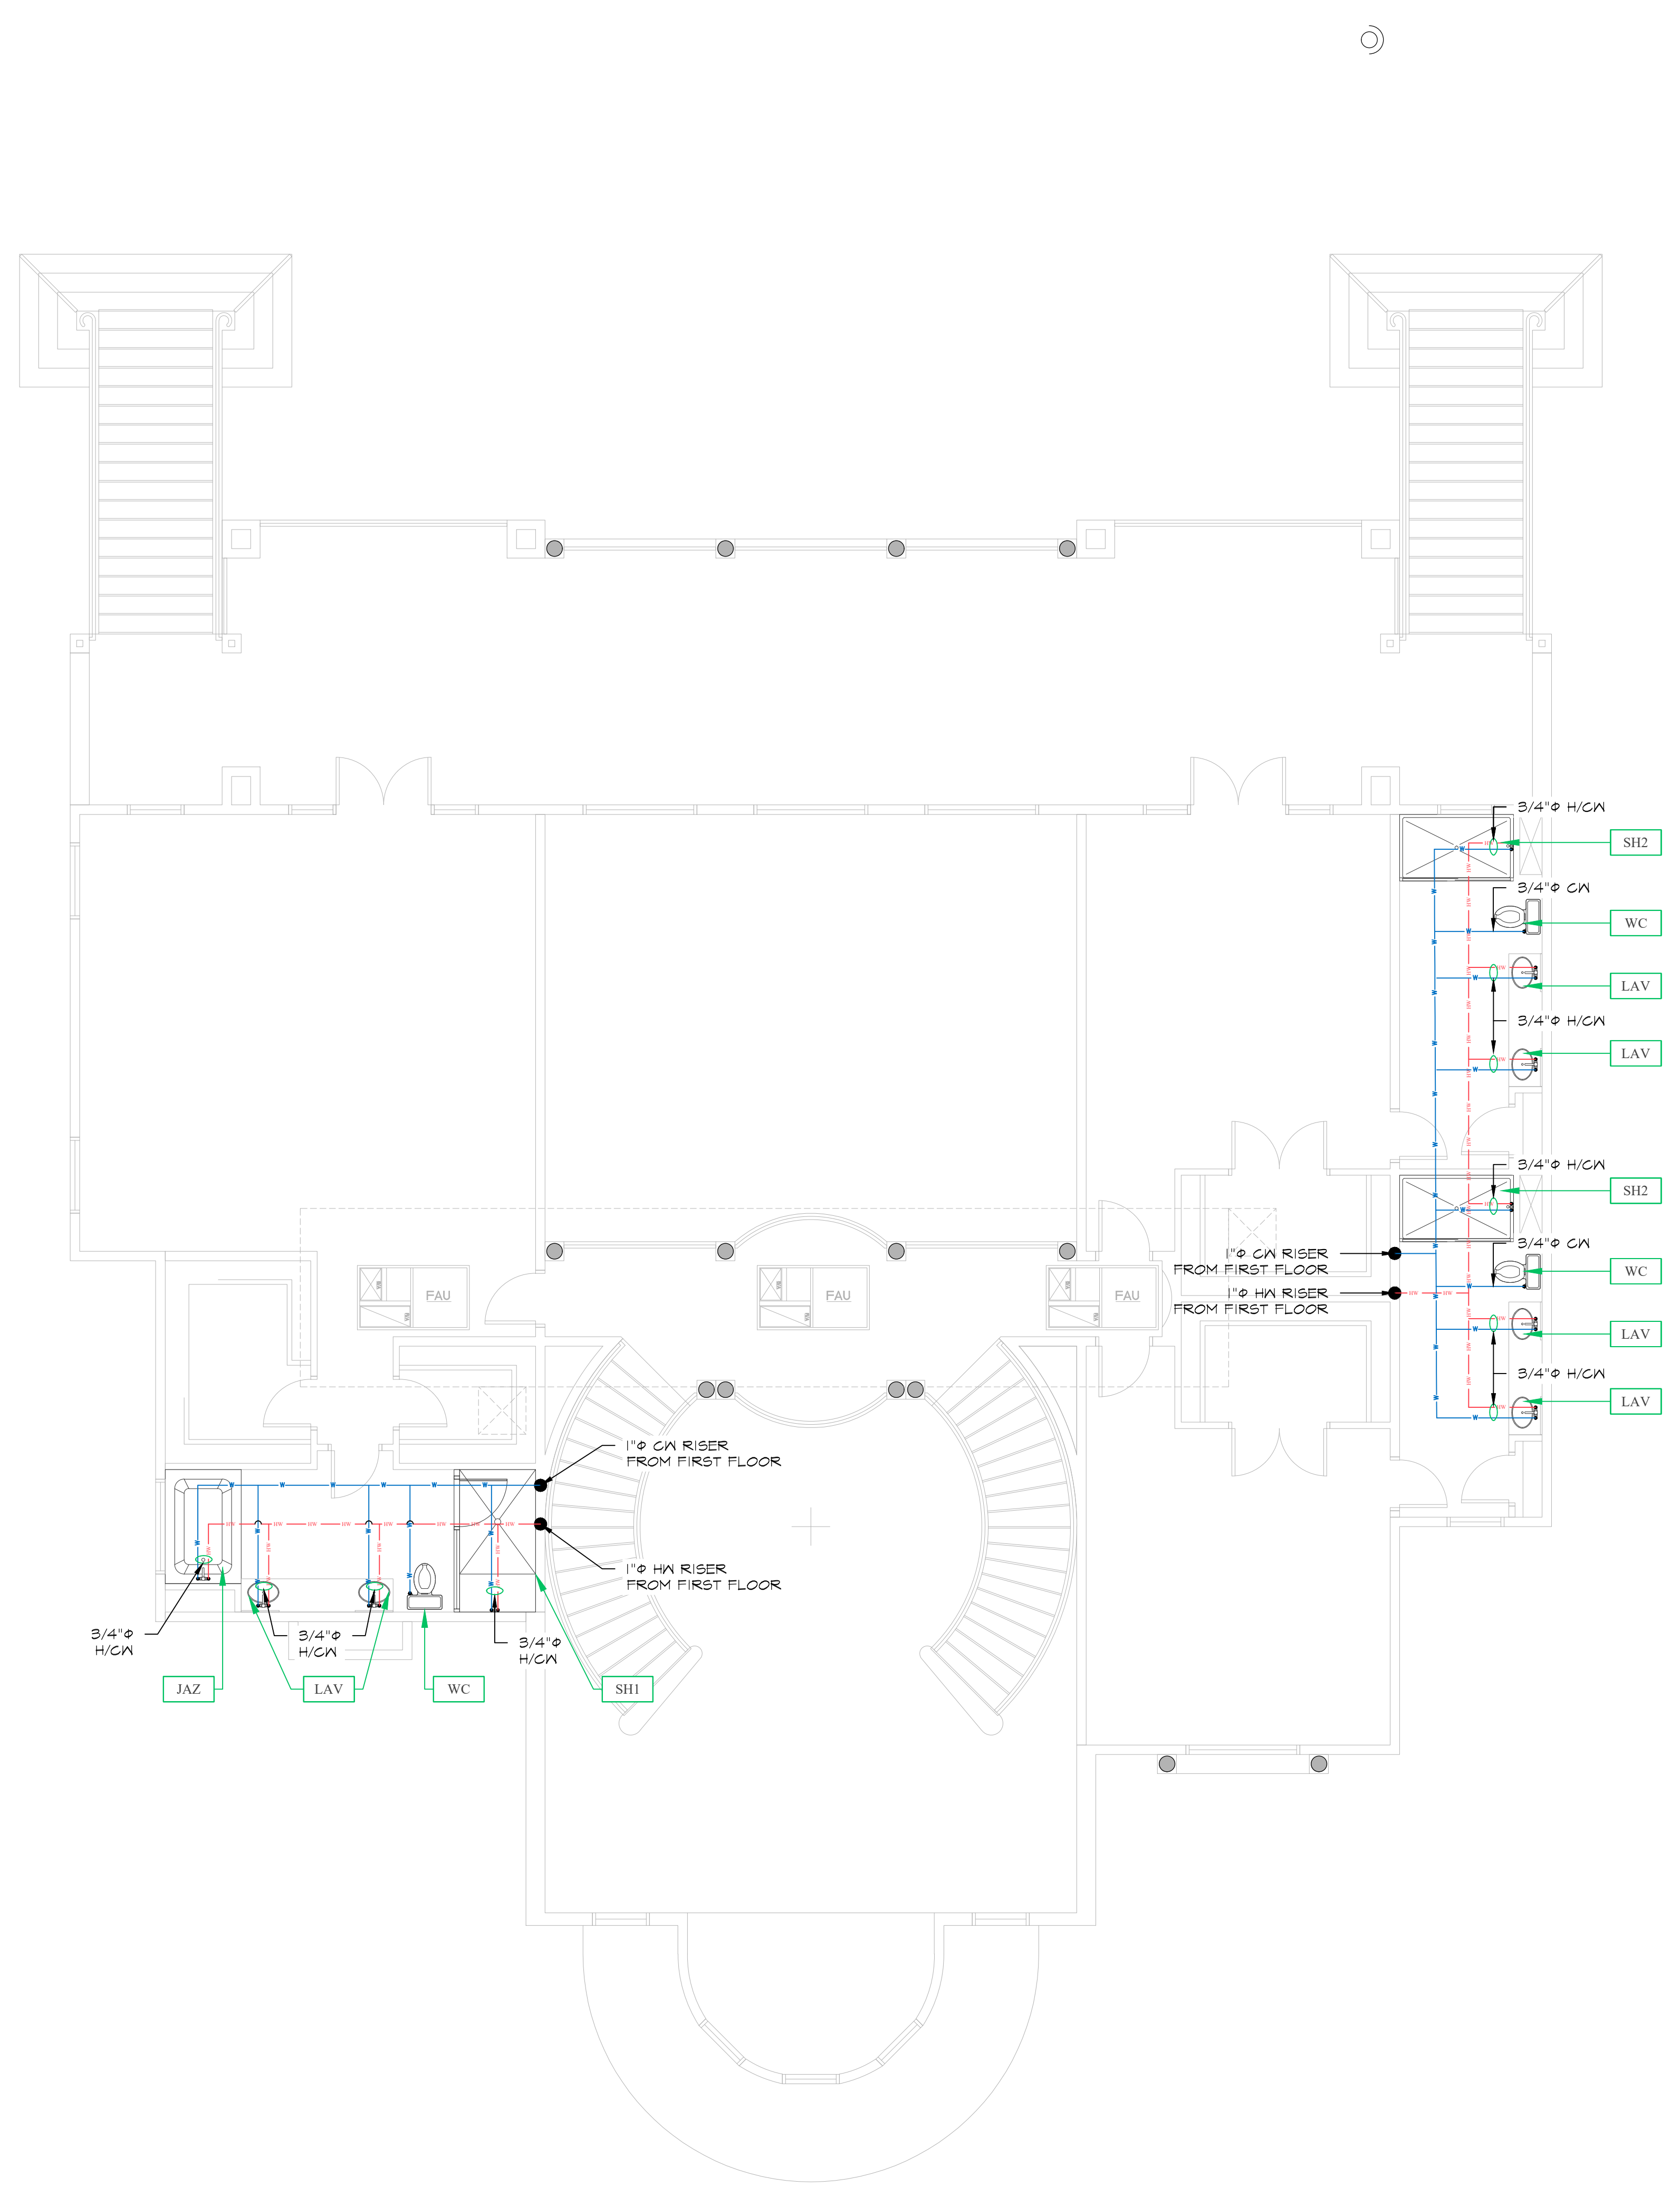 3/4"Φ H/CW
SH2
3/4"Φ CW
WC
LAV
3/4"Φ H/CW
LAV
3/4"Φ H/CW
SH2
3/4"Φ CW
WC
1"Φ CW RISER
FROM FIRST FLOOR
1"Φ HW RISER
FROM FIRST FLOOR
FAU
FAU
FAU
LAV
3/4"Φ H/CW
LAV
1"Φ CW RISER
FROM FIRST FLOOR
1"Φ HW RISER
FROM FIRST FLOOR
3/4"Φ
H/CW
3/4"Φ
H/CW
3/4"Φ
H/CW
JAZ
LAV
WC
SH1